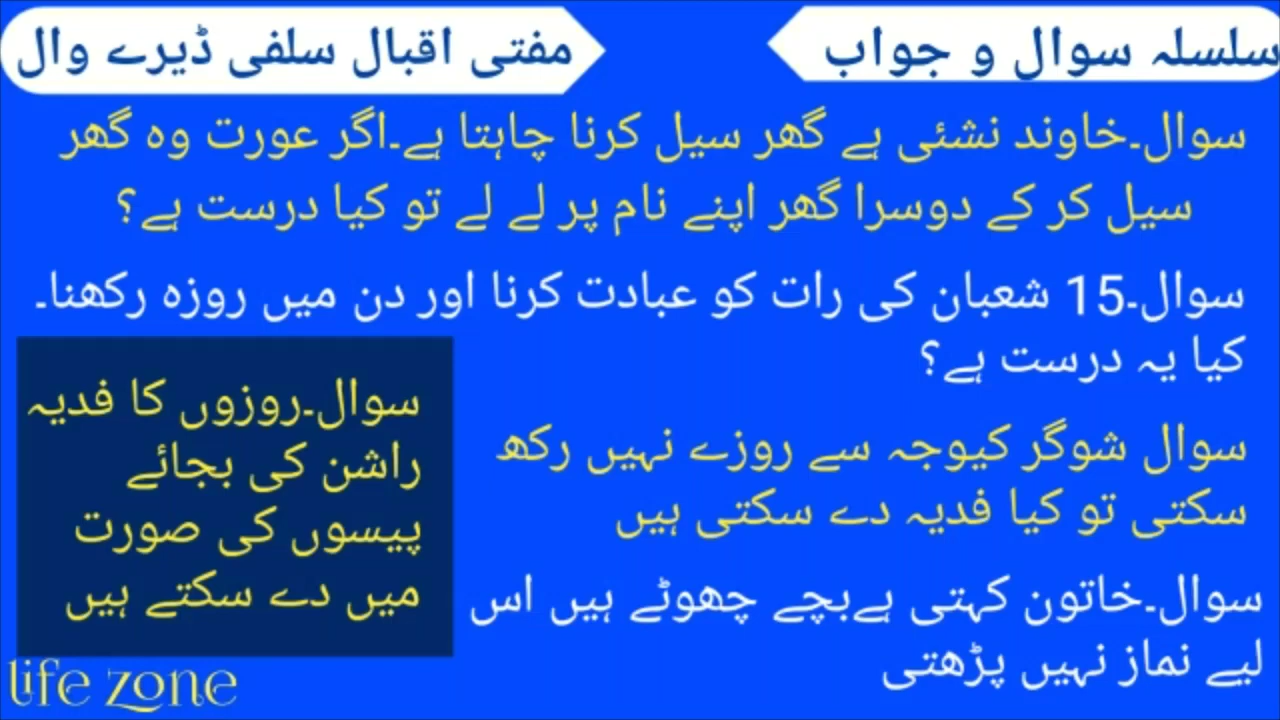 سلسلہ سوال و جواب
مفتی اقبال سلفی ڈیرے وال
سوال۔خاوند نشئی ہے گھر سیل کرنا چاہتا ہے۔اگر عورت وہ گھر
سیل کر کے دوسرا گھر اپنے نام پر لے لے تو کیا درست ہے؟
سوال۔15 شعبان کی رات کو عبادت کرنا اور دن میں روزہ رکھنا۔
کیا یہ درست ہے؟
سوال شوگر کیوجہ سے روزے نہیں رکھ
سکتی تو کیا فدیہ دے سکتی ہیں
سوال۔خاتون کہتی ہےبچے چھوٹے ہیں اس
لیے نماز نہیں پڑھتی
سوال۔روزوں کا فدیہ
راشن کی بجائے
پیسوں کی صورت
میں دے سکتے ہیں
life zone